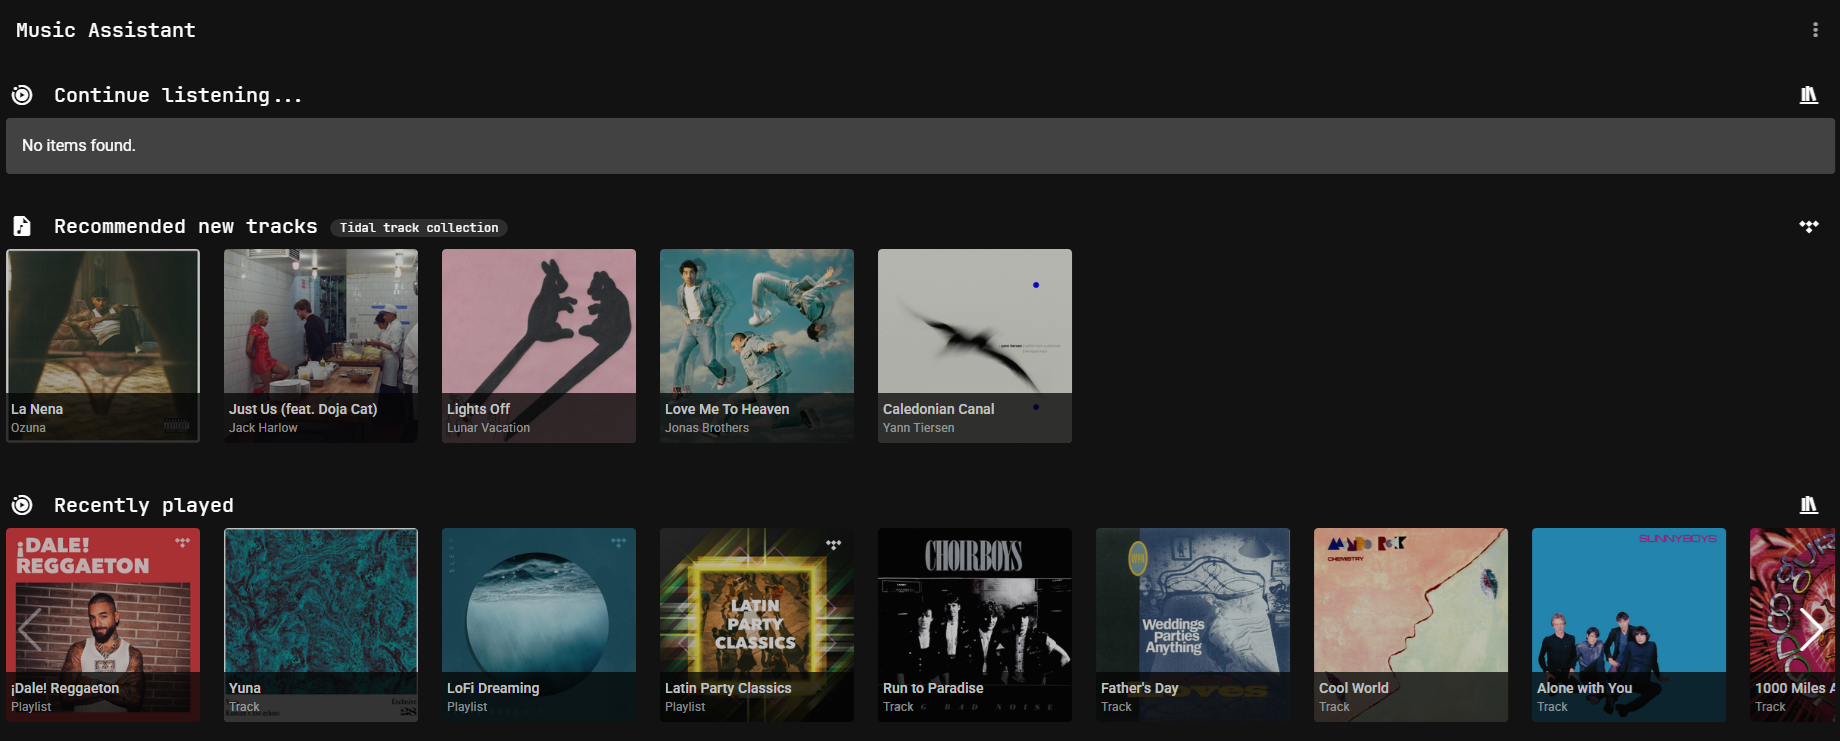 Music Assistant
Continue listening...
No items found.
Recommended new tracks Tidal track collection
La Nena
Ozuna
Just Us (feat. Doja Cat)
Jack Harlow
Lights Off
Lunar Vacation
Love Me To Heaven
Jonas Brothers
Caledonian Canal
Yann Tiersen
Recently played
¡DALE!
REGGAETON
¡Dale! Reggaeton
Playlist
Yuna
Track
LoFi Dreaming
Playlist
LATIN
PARTY
CLASSICS
Latin Party Classics
Playlist
CHOIRBOYS
Run to Paradise
Track
BAD NOISE
Weddings
Parties
Anything
Father's Day
Track
MENTAL
CHEMISTRY
Cool World
Track
SUNNYBOYS
Alone with You
Track
1000 Miles A
Track